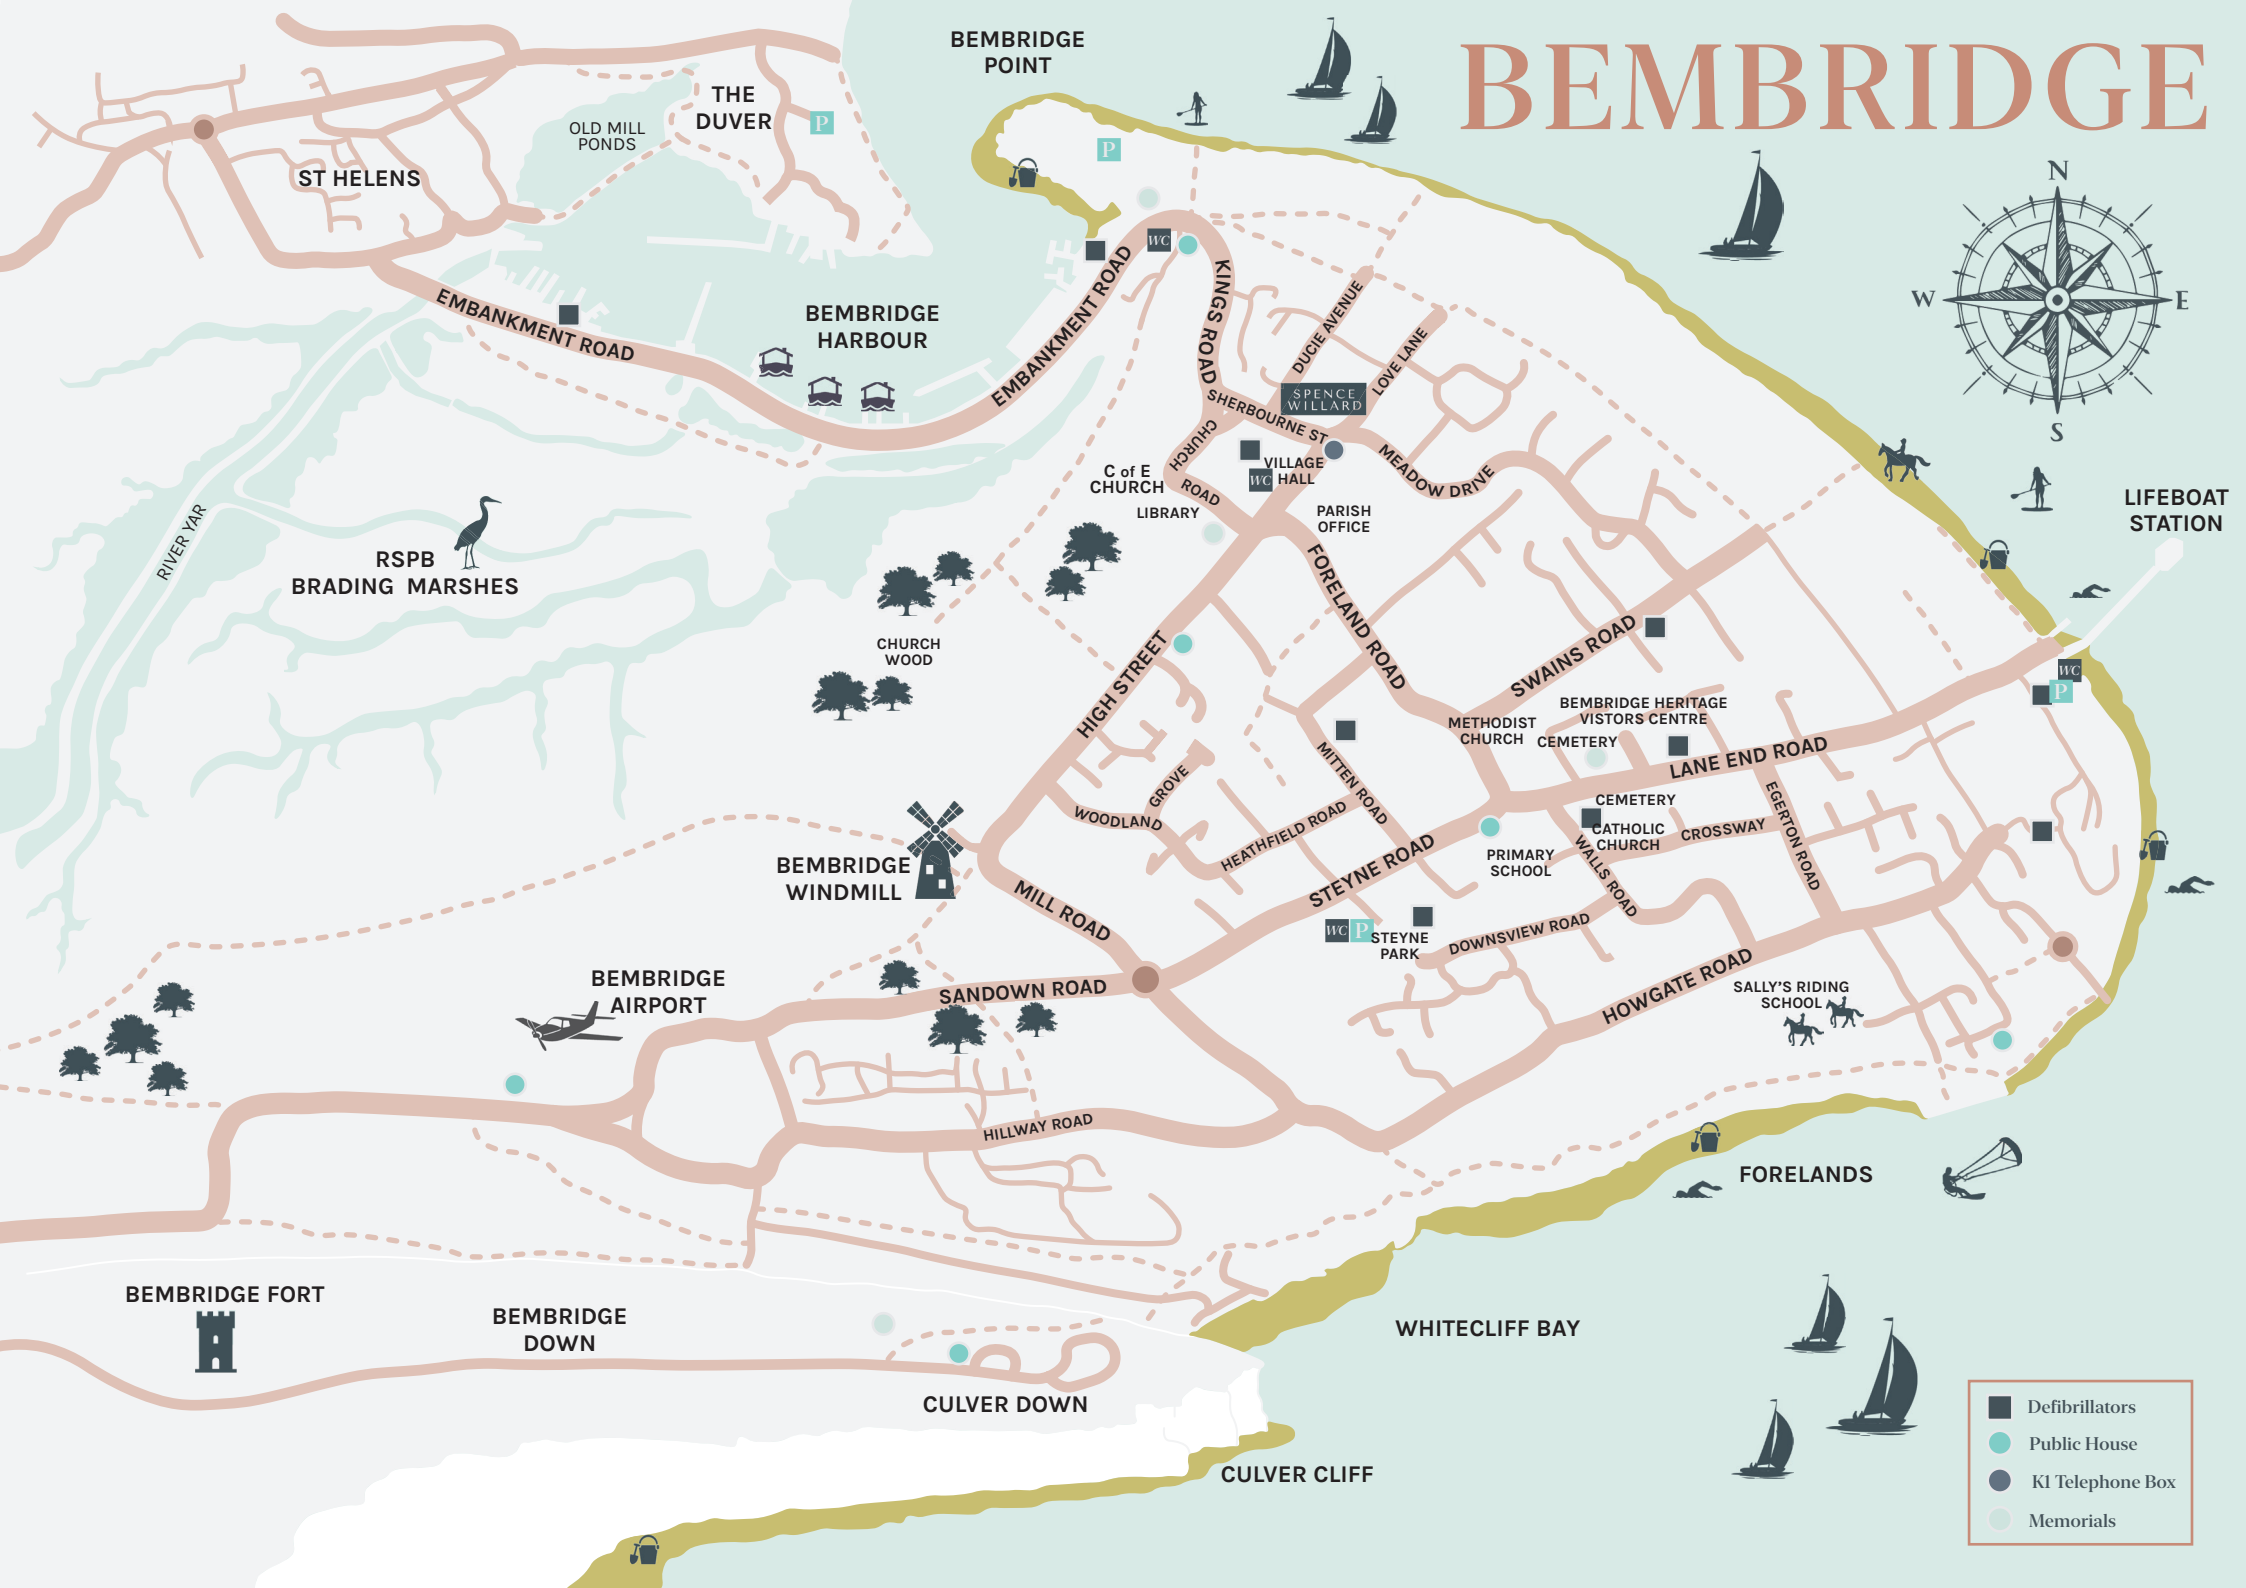 BEMBRIDGE
BEMBRIDGE
POINT
THE
DUVER
P
P
OLD MILL
PONDS
ST HELENS
N
W
E
S
WC
EMBANKMENT ROAD
BEMBRIDGE
HARBOUR
EMBANKMENT ROAD
KINGS ROAD
DUCIE AVENUE
LOVE LANE
SPENCE
WILLARD
SHERBOURNE ST
CHURCH
ROAD
VILLAGE
HALL
WC
MEADOW DRIVE
C of E
CHURCH
LIBRARY
PARISH
OFFICE
LIFEBOAT
STATION
RIVER YAR
RSPB
BRADING MARSHES
FORELAND ROAD
CHURCH
WOOD
HIGH STREET
SWAINS ROAD
WC
P
BEMBRIDGE HERITAGE
VISTORS CENTRE
METHODIST
CHURCH
CEMETERY
LANE END ROAD
MITTEN ROAD
GROVE
WOODLAND
HEATHFIELD ROAD
CEMETERY
CATHOLIC
CHURCH
CROSSWAY
EGERTON ROAD
WALLS ROAD
PRIMARY
SCHOOL
STEYNE ROAD
BEMBRIDGE
WINDMILL
MILL ROAD
WC
P
STEYNE
PARK
DOWNSVIEW ROAD
HOWGATE ROAD
BEMBRIDGE
AIRPORT
SANDOWN ROAD
SALLY'S RIDING
SCHOOL
HILLWAY ROAD
FORELANDS
BEMBRIDGE FORT
BEMBRIDGE
DOWN
WHITECLIFF BAY
CULVER DOWN
CULVER CLIFF
Defibrillators
Public House
K1 Telephone Box
Memorials